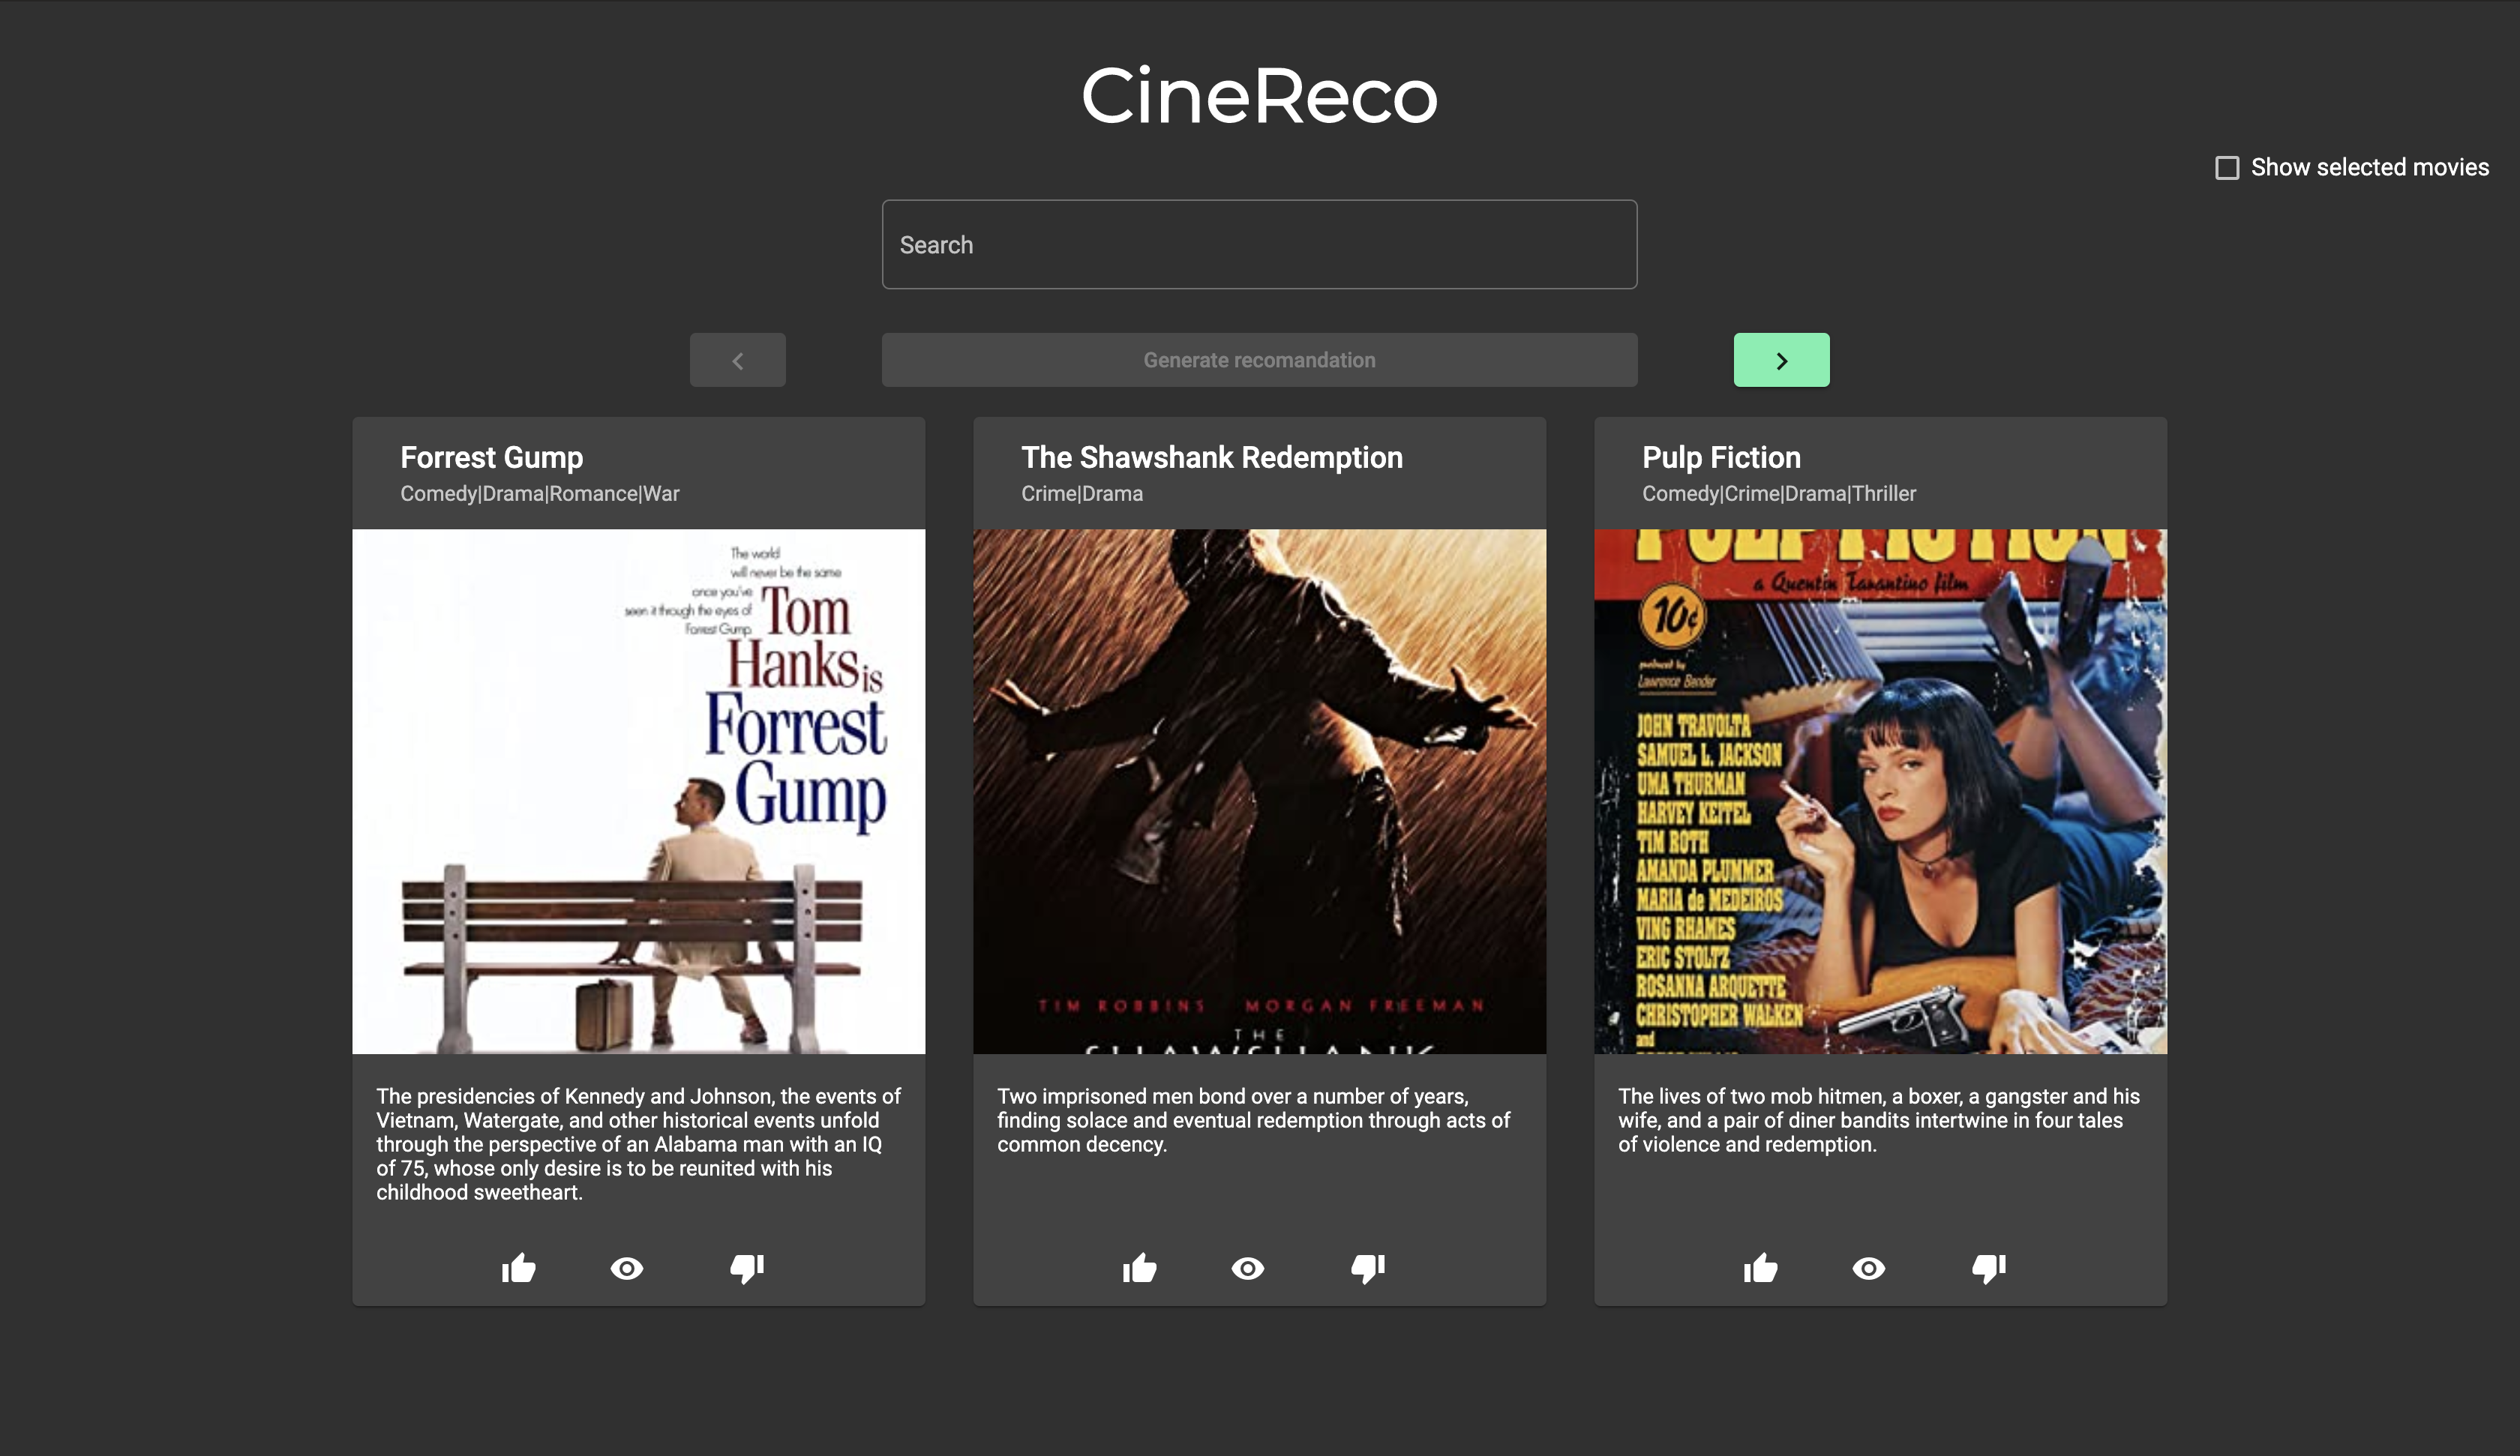 CineReco
Show selected movies
Search
Generate recomandation
Forrest Gump
Comedy|Drama|Romance|War
The world
will never be the same
once you've
seen it through the eyes of
Forrest Gump.
Tom
Hanks is
Forrest
Gump
The presidencies of Kennedy and Johnson, the events of
Vietnam, Watergate, and other historical events unfold
through the perspective of an Alabama man with an IQ
of 75, whose only desire is to be reunited with his
childhood sweetheart.
The Shawshank Redemption
Crime|Drama
TIM ROBBINS MORGAN FREEMAN
THE
SHAWSHANK
Two imprisoned men bond over a number of years,
finding solace and eventual redemption through acts of
common decency.
Pulp Fiction
Comedy|Crime|Drama|Thriller
PULP FICTION
a Quentin Tarantino film
10¢
produced by
Lawrence Bender
JOHN TRAVOLTA
SAMUEL L. JACKSON
UMA THURMAN
HARVEY KEITEL
TIM ROTH
AMANDA PLUMMER
MARIA de MEDEIROS
VING RHAMES
ERIC STOLTZ
ROSANNA ARQUETTE
CHRISTOPHER WALKEN
and
The lives of two mob hitmen, a boxer, a gangster and his
wife, and a pair of diner bandits intertwine in four tales
of violence and redemption.